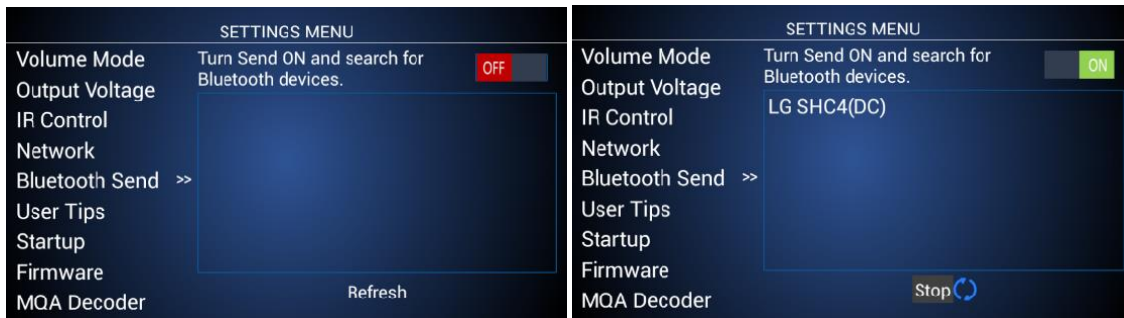 SETTINGS MENU
Volume Mode
Output Voltage
IR Control
Network
Bluetooth Send >>
User Tips
Startup
Firmware
MQA Decoder
Turn Send ON and search for
Bluetooth devices.
OFF
Refresh
SETTINGS MENU
Volume Mode
Output Voltage
IR Control
Network
Bluetooth Send >>
User Tips
Startup
Firmware
MQA Decoder
Turn Send ON and search for
Bluetooth devices.
ON
LG SHC4(DC)
Stop